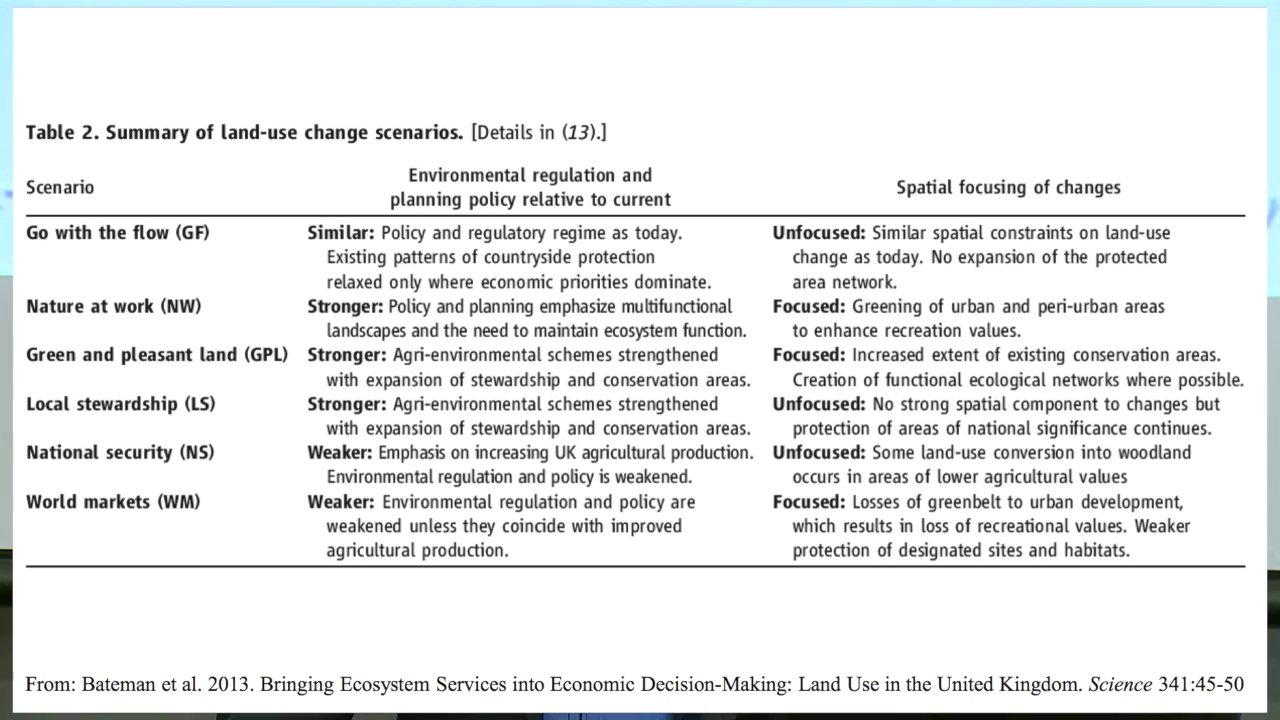 Table 2. Summary of land-use change scenarios. [Details in (13).]
Scenario
Environmental regulation and
planning policy relative to current
Spatial focusing of changes
Go with the flow (GF)
Similar: Policy and regulatory regime as today.
Existing patterns of countryside protection
relaxed only where economic priorities dominate.
Unfocused: Similar spatial constraints on land-use
change as today. No expansion of the protected
area network.
Nature at work (NW)
Stronger: Policy and planning emphasize multifunctional
landscapes and the need to maintain ecosystem function.
Focused: Greening of urban and peri-urban areas
to enhance recreation values.
Green and pleasant land (GPL)
Stronger: Agri-environmental schemes strengthened
with expansion of stewardship and conservation areas.
Focused: Increased extent of existing conservation areas.
Creation of functional ecological networks where possible.
Local stewardship (LS)
Stronger: Agri-environmental schemes strengthened
with expansion of stewardship and conservation areas.
Unfocused: No strong spatial component to changes but
protection of areas of national significance continues.
National security (NS)
Weaker: Emphasis on increasing UK agricultural production.
Environmental regulation and policy is weakened.
Unfocused: Some land-use conversion into woodland
occurs in areas of lower agricultural values
World markets (WM)
Weaker: Environmental regulation and policy are
weakened unless they coincide with improved
agricultural production.
Focused: Losses of greenbelt to urban development,
which results in loss of recreational values. Weaker
protection of designated sites and habitats.
From: Bateman et al. 2013. Bringing Ecosystem Services into Economic Decision-Making: Land Use in the United Kingdom. Science 341:45-50